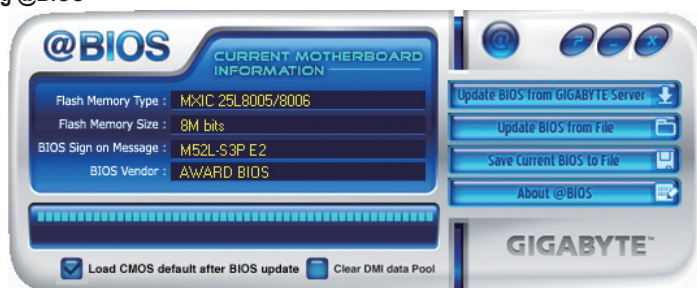 @BIOS
@BIOS
CURRENT MOTHERBOARD
INFORMATION
Flash Memory Type : MXIC 25L8005/8006
Flash Memory Size : 8M bits
BIOS Sign on Message : M52L-S3P E2
BIOS Vendor : AWARD BIOS
Load CMOS default after BIOS update
Clear DMI data Pool
@
?
-
x
Update BIOS from GIGABYTE Server
Update BIOS from File
Save Current BIOS to File
About @BIOS
GIGABYTE™